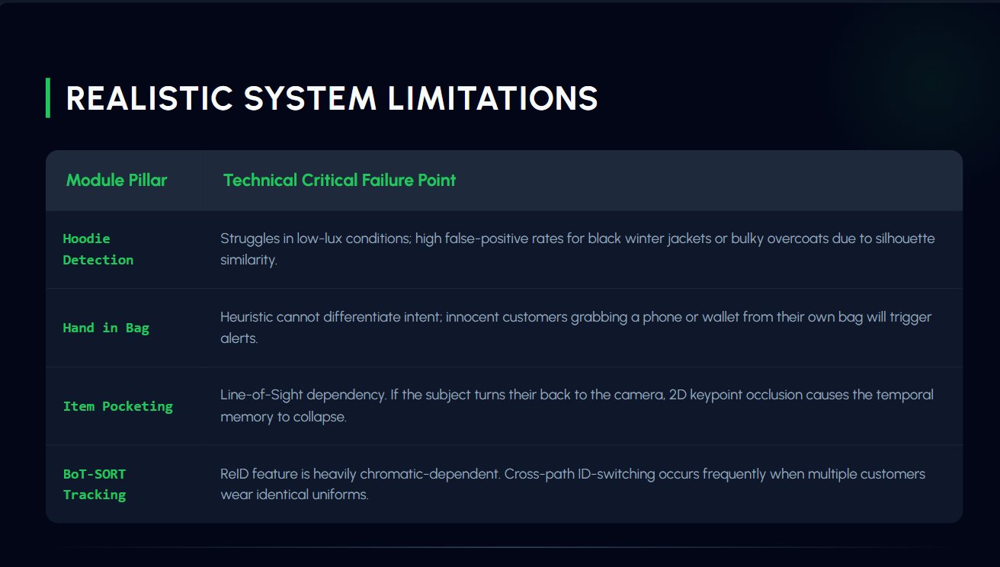 REALISTIC SYSTEM LIMITATIONS
Module Pillar
Technical Critical Failure Point
Hoodie
Detection
Struggles in low-lux conditions; high false-positive rates for black winter jackets or bulky overcoats due to silhouette
similarity.
Hand in Bag
Heuristic cannot differentiate intent; innocent customers grabbing a phone or wallet from their own bag will trigger
alerts.
Item Pocketing
Line-of-Sight dependency. If the subject turns their back to the camera, 2D keypoint occlusion causes the temporal
memory to collapse.
BoT-SORT
Tracking
ReID feature is heavily chromatic-dependent. Cross-path ID-switching occurs frequently when multiple customers
wear identical uniforms.